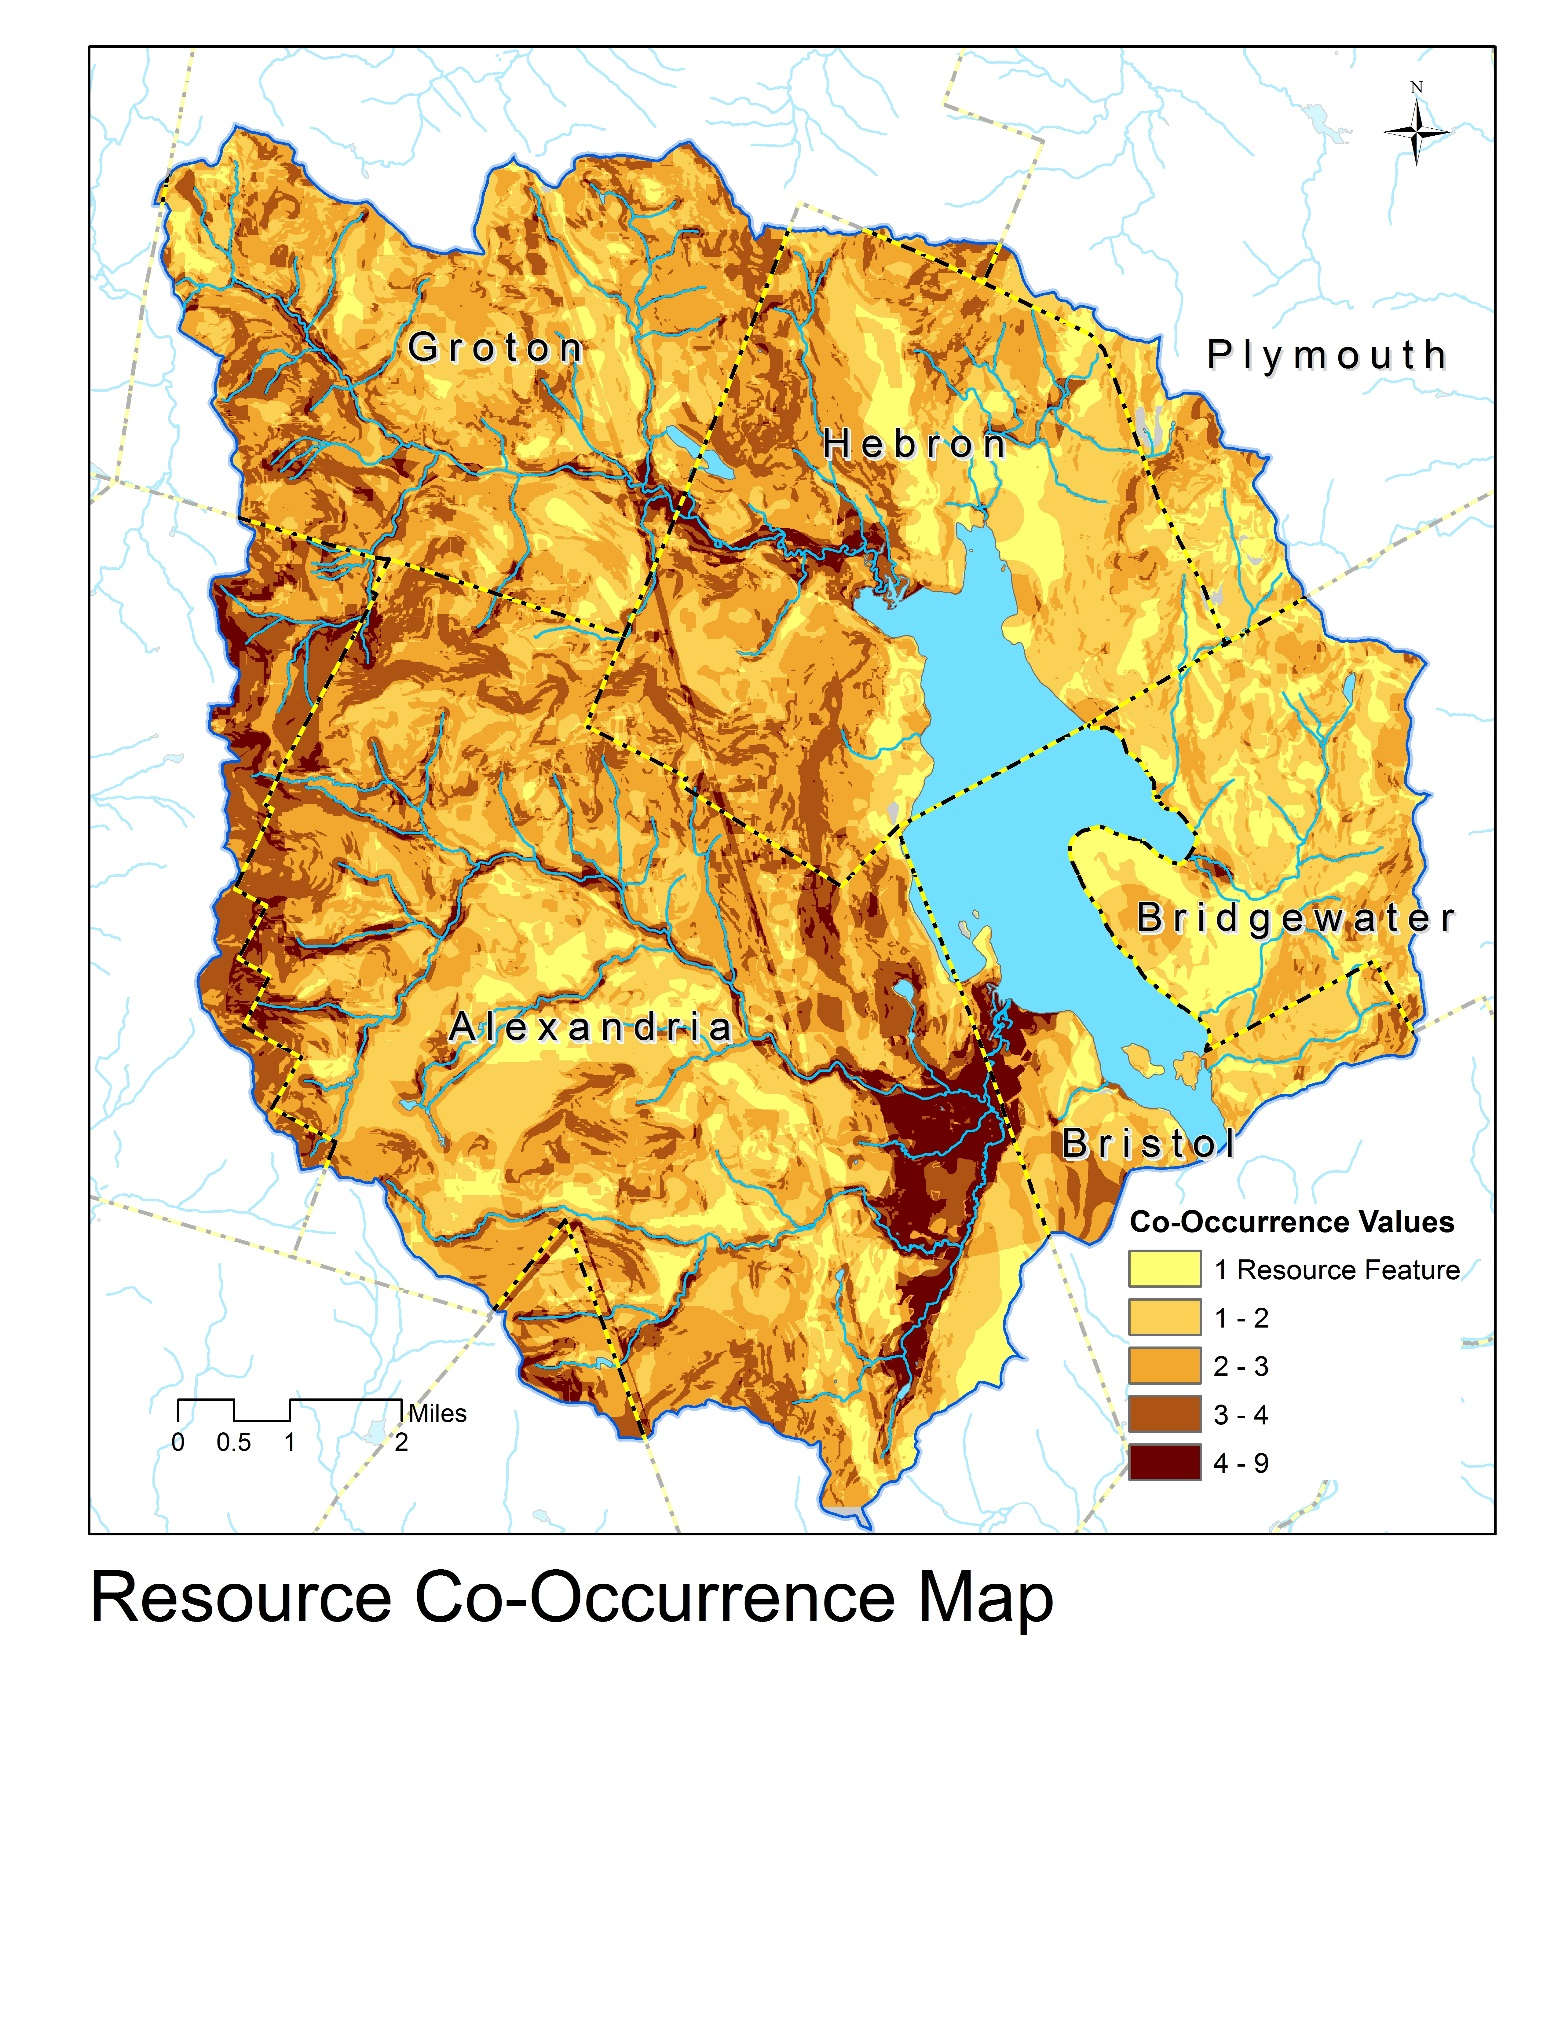 N
Groton
Plymouth
Hebron
Bridgewater
Alexandria
Bristol
Co-Occurrence Values
1 Resource Feature
1 - 2
2 - 3
3 - 4
4 - 9
Miles
0 0.5 1 2
Resource Co-Occurrence Map